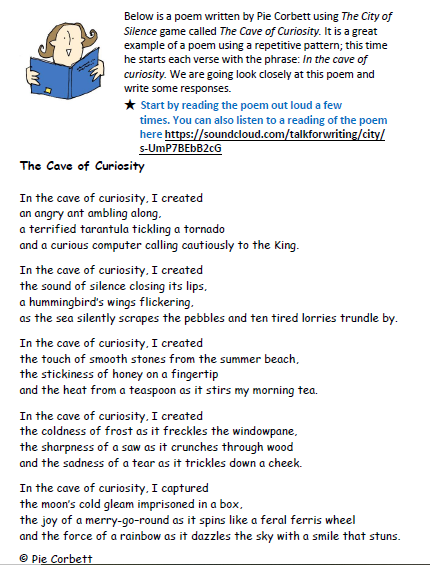 Below is a poem written by Pie Corbett using The City of
Silence game called The Cave of Curiosity. It is a great
example of a poem using a repetitive pattern; this time
he starts each verse with the phrase: In the cave of
curiosity. We are going look closely at this poem and
write some responses.
★ Start by reading the poem out loud a few
times. You can also listen to a reading of the poem
here https://soundcloud.com/talkforwriting/city/
s-UmP7BEbB2cG
The Cave of Curiosity
In the cave of curiosity, I created
an angry ant ambling along,
a terrified tarantula tickling a tornado
and a curious computer calling cautiously to the King.
In the cave of curiosity, I created
the sound of silence closing its lips,
a hummingbird's wings flickering,
as the sea silently scrapes the pebbles and ten tired lorries trundle by.
In the cave of curiosity, I created
the touch of smooth stones from the summer beach,
the stickiness of honey on a fingertip
and the heat from a teaspoon as it stirs my morning tea.
In the cave of curiosity, I created
the coldness of frost as it freckles the windowpane,
the sharpness of a saw as it crunches through wood
and the sadness of a tear as it trickles down a cheek.
In the cave of curiosity, I captured
the moon's cold gleam imprisoned in a box,
the joy of a merry-go-round as it spins like a feral ferris wheel
and the force of a rainbow as it dazzles the sky with a smile that stuns.
© Pie Corbett